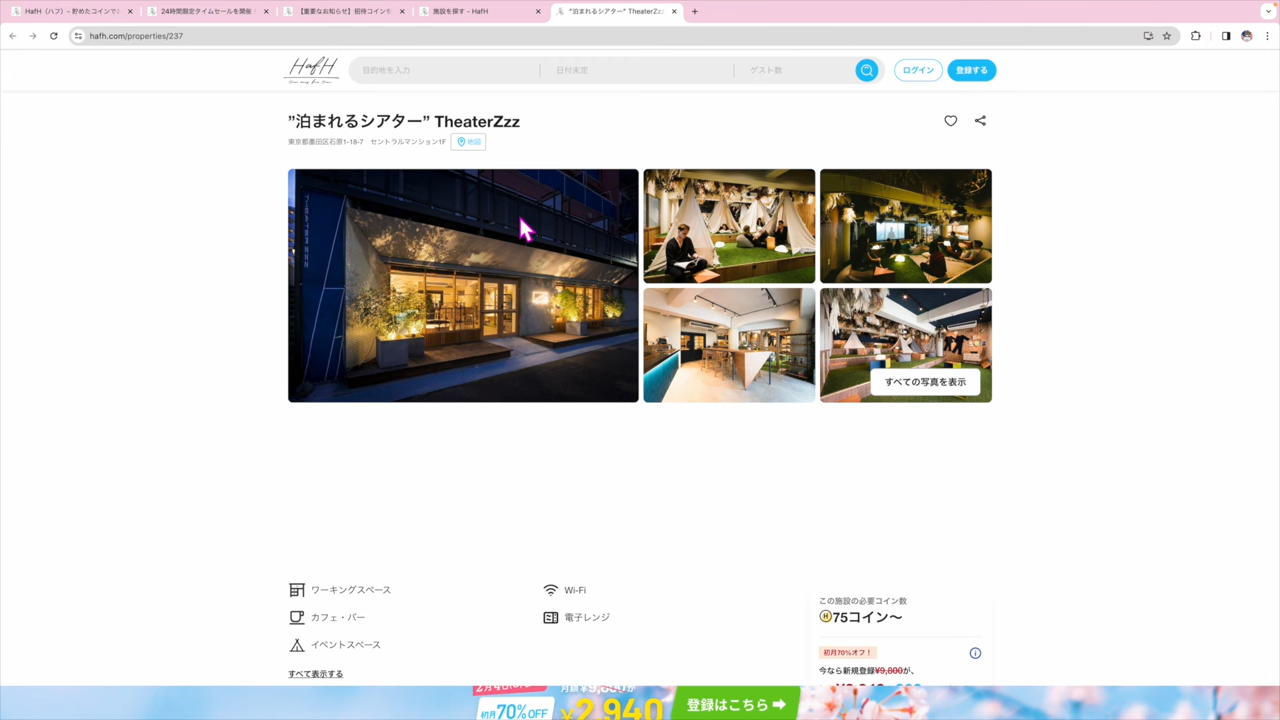 HafH（ハフ）- 貯めたコインで
24時間限定タイムセールを開催
【重要なお知らせ】招待コインや
施設を探す - HafH
"泊まれるシアター" TheaterZzz
hafh.com/properties/237
HafH
目的地を入力
日付未定
ゲスト数
ログイン
登録する
”泊まれるシアター” TheaterZzz
東京都墨田区石原1-18-7 セントラルマンション1F
地図
すべての写真を表示
ワーキングスペース
Wi-Fi
カフェ・バー
電子レンジ
イベントスペース
すべて表示する
この施設の必要コイン数
75コイン〜
初月70%オフ！
今なら新規登録¥9,800が、
初月70%OFF
¥2,940
登録はこちら